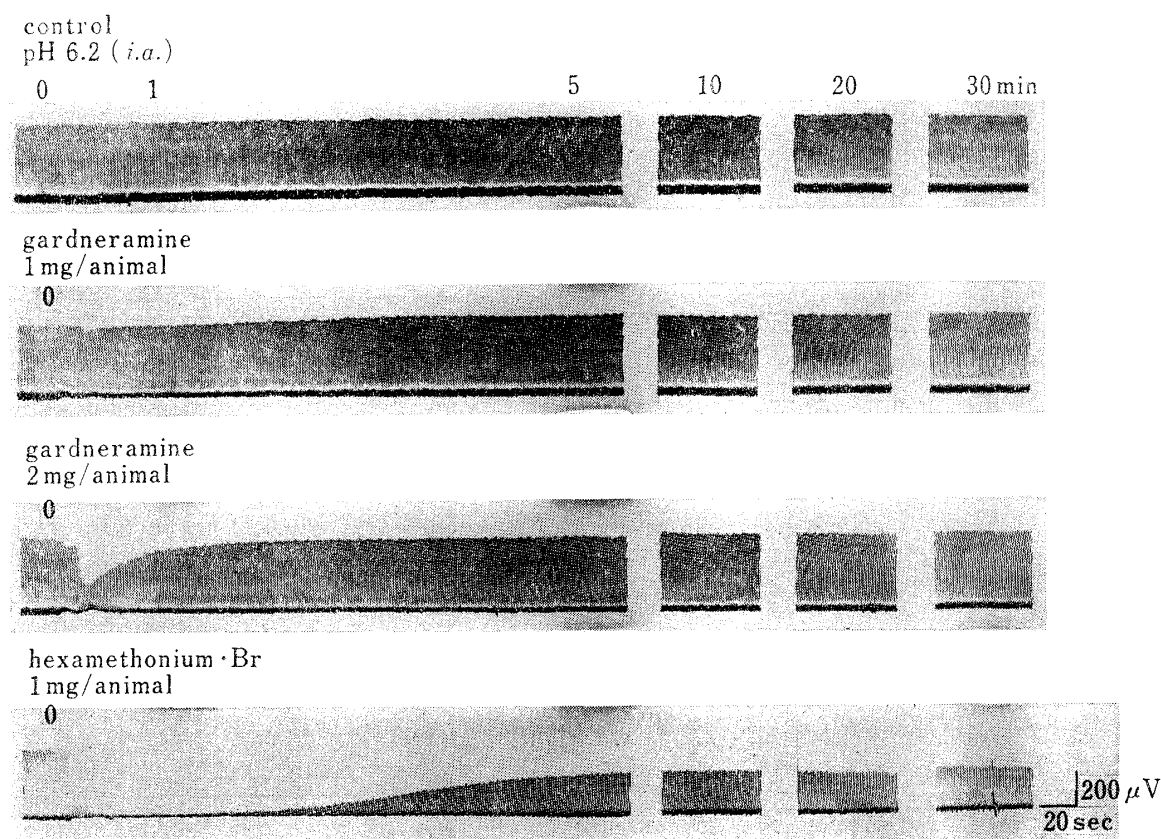 control
pH 6.2 (i.a.)
0 1 5 10 20 30 min
gardneramine
1 mg/animal
0
gardneramine
2 mg/animal
0
hexamethonium·Br
1 mg/animal
0
200 μV
20 sec